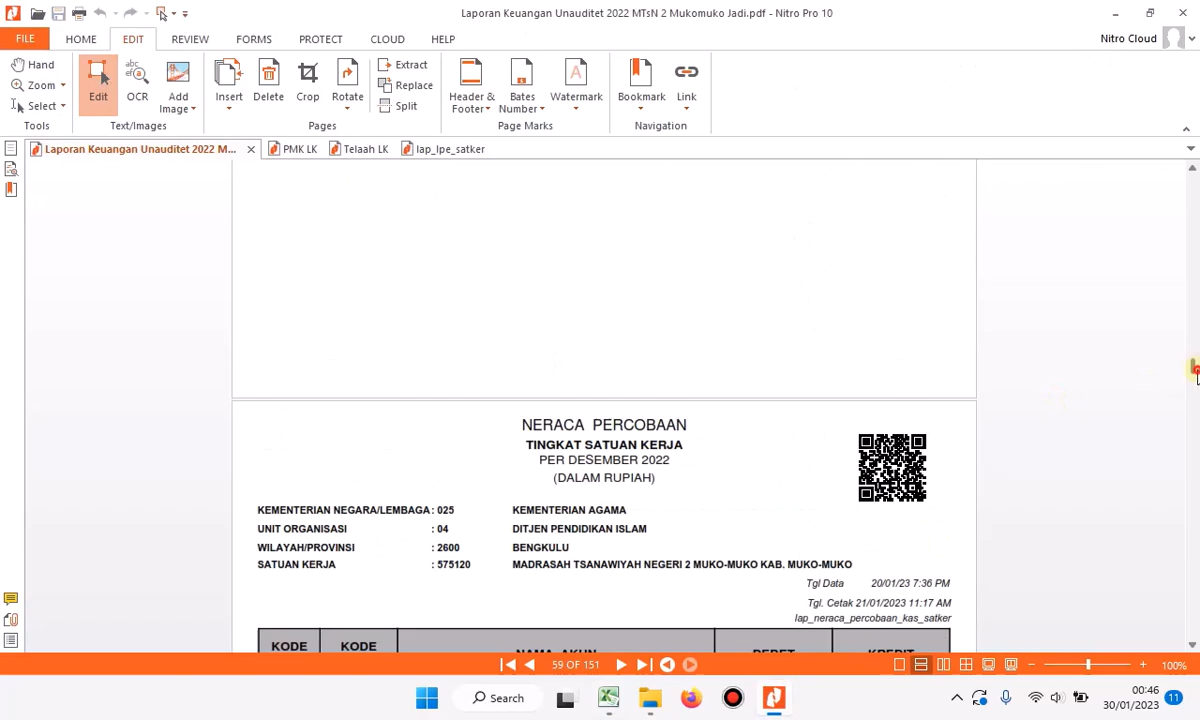 Laporan Keuangan Unauditet 2022 MTsN 2 Mukomuko Jadi.pdf - Nitro Pro 10
FILE HOME EDIT REVIEW FORMS PROTECT CLOUD HELP Nitro Cloud
Hand
Zoom
Select
Tools
Edit
OCR
Add Image
Text/Images
Insert
Delete
Crop
Rotate
Extract
Replace
Split
Pages
Header & Footer
Bates Number
Watermark
Page Marks
Bookmark
Link
Navigation
Laporan Keuangan Unauditet 2022 M... PMK LK Telaah LK lap_lpe_satker
NERACA PERCOBAAN
TINGKAT SATUAN KERJA
PER DESEMBER 2022
(DALAM RUPIAH)
KEMENTERIAN NEGARA/LEMBAGA : 025 KEMENTERIAN AGAMA
UNIT ORGANISASI : 04 DITJEN PENDIDIKAN ISLAM
WILAYAH/PROVINSI : 2600 BENGKULU
SATUAN KERJA : 575120 MADRASAH TSANAWIYAH NEGERI 2 MUKO-MUKO KAB. MUKO-MUKO
Tgl Data 20/01/23 7:36 PM
Tgl. Cetak 21/01/2023 11:17 AM
lap_neraca_percobaan_kas_satker
KODE KODE NAMA AKUN DEBET KREDIT
59 OF 151 100%
Search
00:46
30/01/2023
11